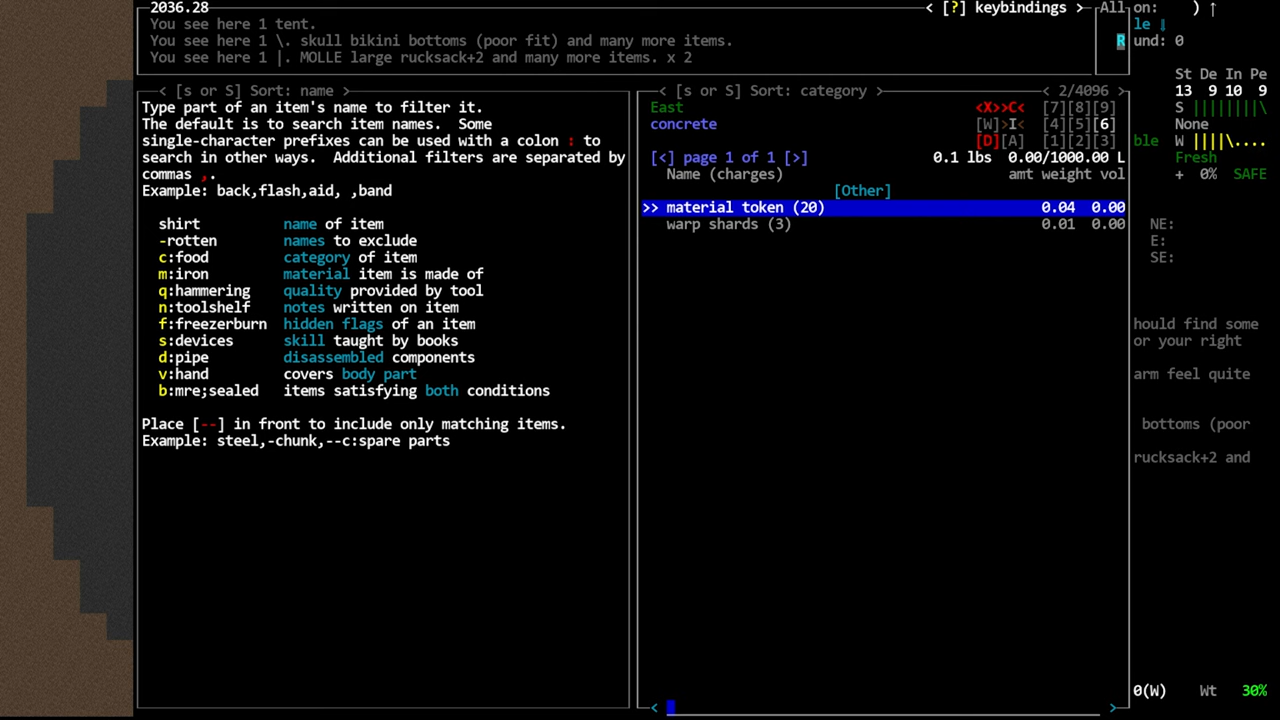 2036.28 < [?] keybindings > All on: ) ↑
You see here 1 tent. le
You see here 1 \. skull bikini bottoms (poor fit) and many more items. R und: 0
You see here 1 |. MOLLE large rucksack+2 and many more items. x 2
St De In Pe
< [s or S] Sort: name > < [s or S] Sort: category > < 2/4096 > 13 9 10 9
Type part of an item's name to filter it. East <X>>C< [7][8][9] S ||||||||\
The default is to search item names. Some concrete [W]>I< [4][5][6] None
single-character prefixes can be used with a colon : to [D][A] [1][2][3] ble W ||||\....
search in other ways. Additional filters are separated by [<] page 1 of 1 [>] 0.1 lbs 0.00/1000.00 L Fresh
commas ,. Name (charges) amt weight vol + 0% SAFE
Example: back,flash,aid, ,band [Other]
>> material token (20) 0.04 0.00
shirt name of item warp shards (3) 0.01 0.00 NE:
-rotten names to exclude E:
c:food category of item SE:
m:iron material item is made of
q:hammering quality provided by tool
n:toolshelf notes written on item
f:freezerburn hidden flags of an item hould find some
s:devices skill taught by books or your right
d:pipe disassembled components
v:hand covers body part arm feel quite
b:mre;sealed items satisfying both conditions
Place [--] in front to include only matching items. bottoms (poor
Example: steel,-chunk,--c:spare parts
rucksack+2 and
0(W) Wt 30%
< >